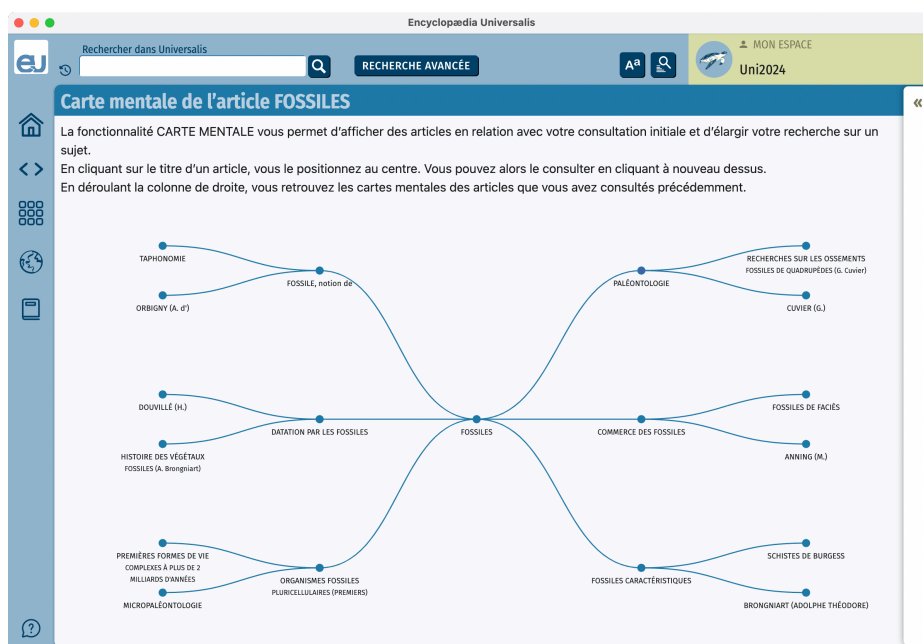 Encyclopædia Universalis
eu
Rechercher dans Universalis
RECHERCHE AVANCÉE
Aa
MON ESPACE
Uni2024
Carte mentale de l'article FOSSILES
«
La fonctionnalité CARTE MENTALE vous permet d'afficher des articles en relation avec votre consultation initiale et d'élargir votre recherche sur un
sujet.
En cliquant sur le titre d'un article, vous le positionnez au centre. Vous pouvez alors le consulter en cliquant à nouveau dessus.
En déroulant la colonne de droite, vous retrouvez les cartes mentales des articles que vous avez consultés précédemment.
TAPHONOMIE
FOSSILE, notion de
ORBIGNY (A. d')
PALÉONTOLOGIE
RECHERCHES SUR LES OSSEMENTS
FOSSILES DE QUADRUPÈDES (G. Cuvier)
CUVIER (G.)
DOUVILLÉ (H.)
DATATION PAR LES FOSSILES
HISTOIRE DES VÉGÉTAUX
FOSSILES (A. Brongniart)
FOSSILES
COMMERCE DES FOSSILES
FOSSILES DE FACIÈS
ANNING (M.)
PREMIÈRES FORMES DE VIE
COMPLEXES À PLUS DE 2
MILLIARDS D'ANNÉES
ORGANISMES FOSSILES
PLURICELLULAIRES (PREMIERS)
MICROPALÉONTOLOGIE
FOSSILES CARACTÉRISTIQUES
SCHISTES DE BURGESS
BRONGNIART (ADOLPHE THÉODORE)
?